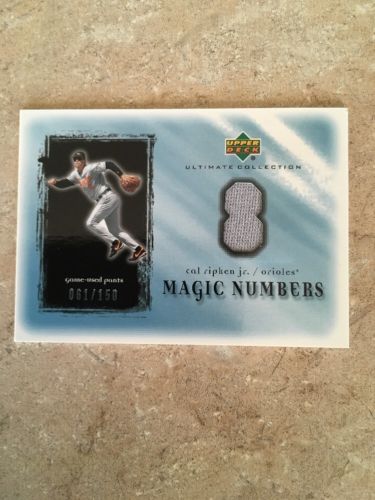 UPPER
DECK
ULTIMATE COLLECTION
8
game-used pants
061/150
cal ripken jr. / orioles®
MAGIC NUMBERS